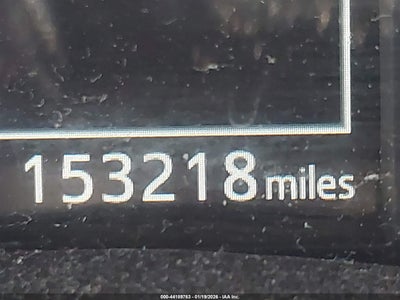 153218 miles
000-44109763 - 01/19/2026 - IAA Inc.